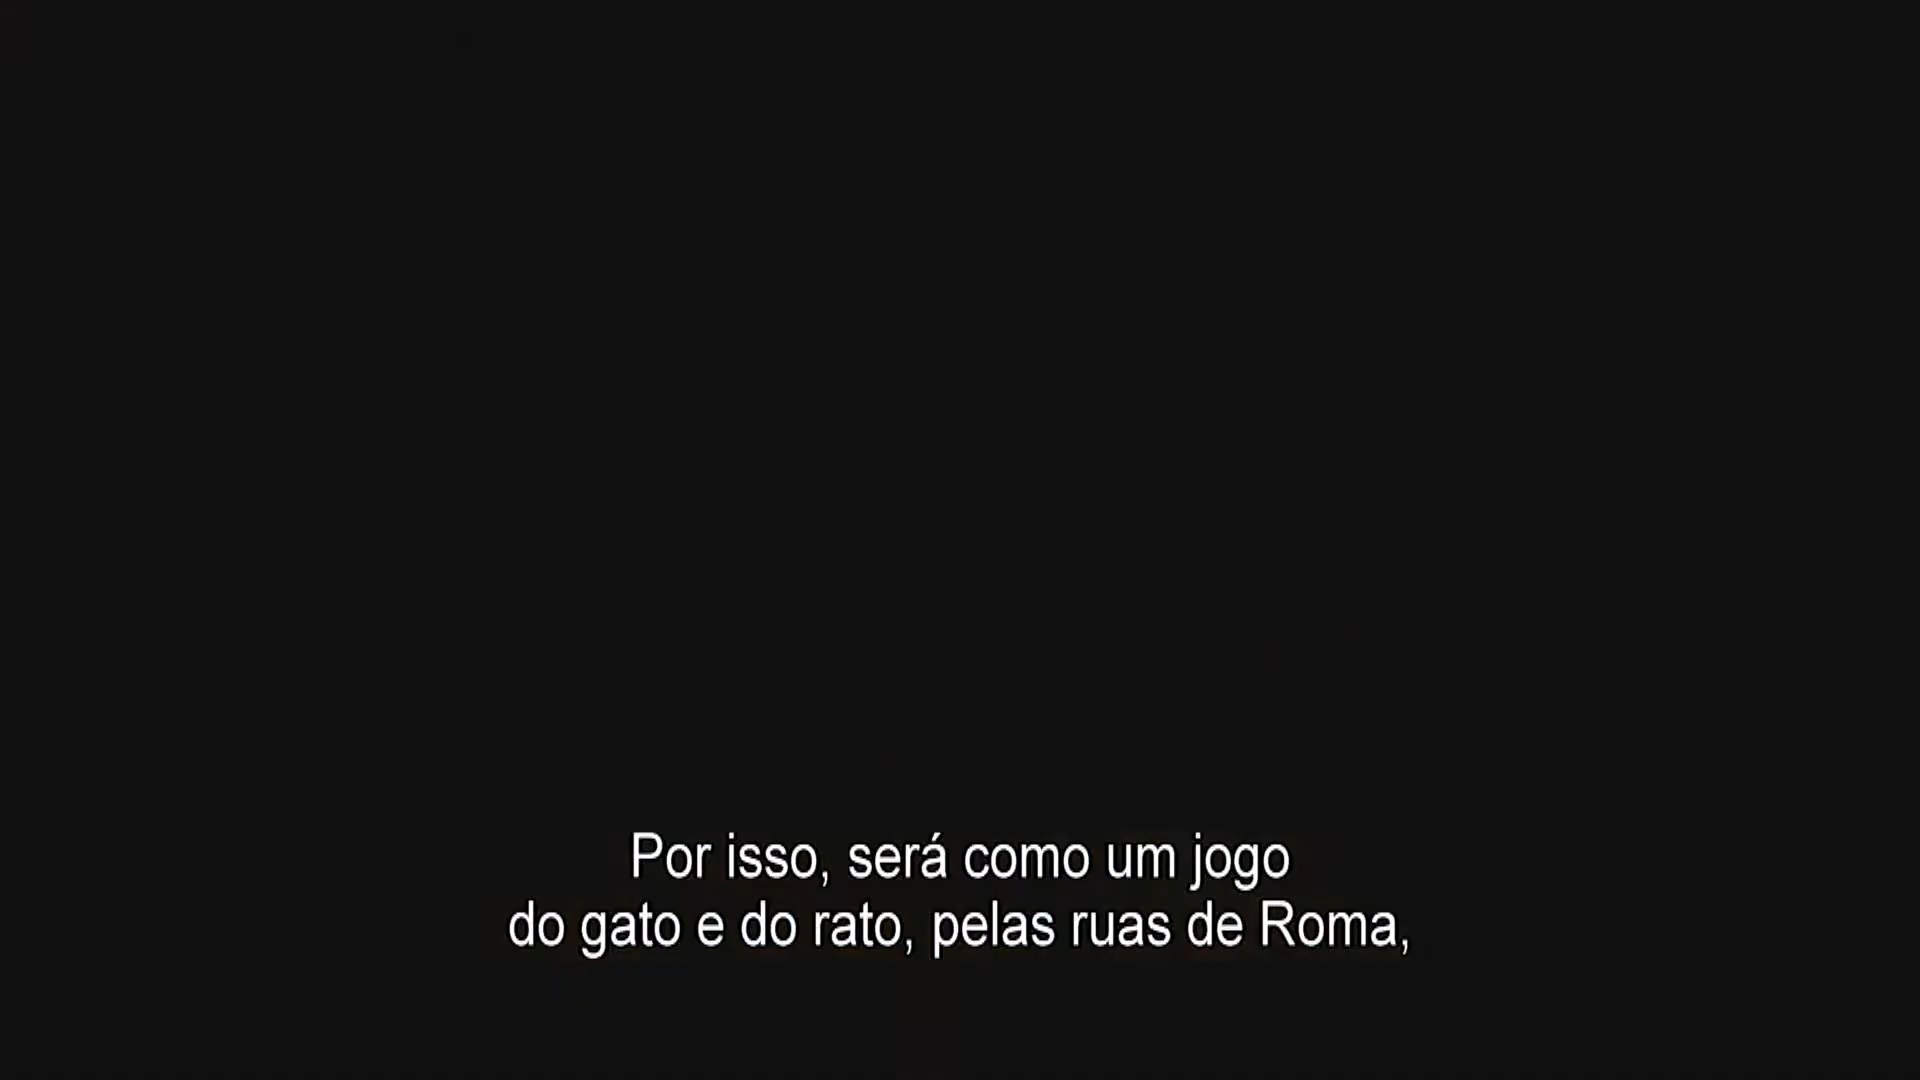 Por isso, será como um jogo
do gato e do rato, pelas ruas de Roma,